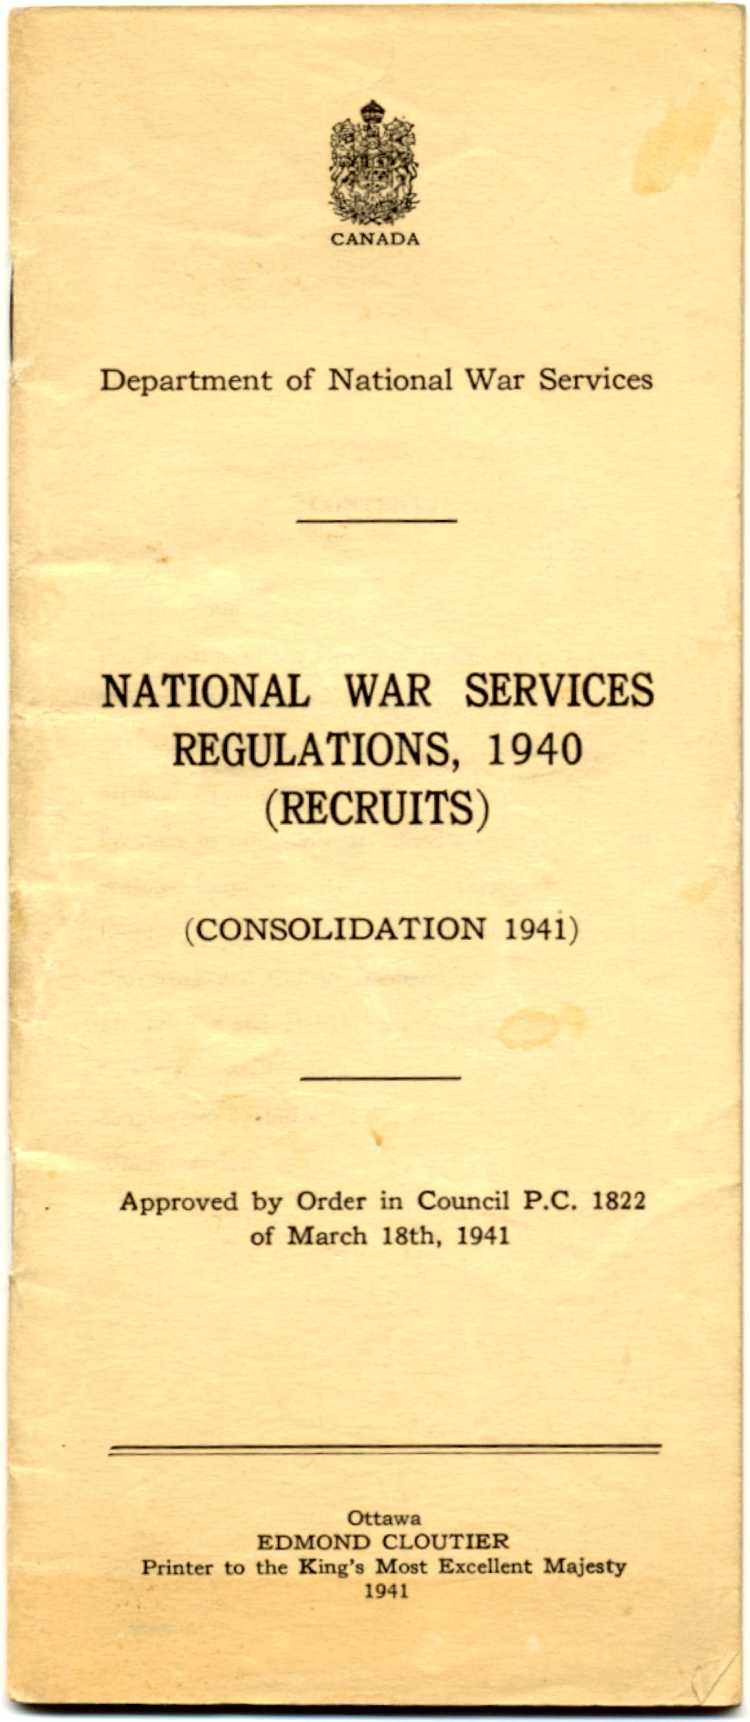 CANADA
Department of National War Services
NATIONAL WAR SERVICES
REGULATIONS, 1940
(RECRUITS)
(CONSOLIDATION 1941)
Approved by Order in Council P.C. 1822
of March 18th, 1941
Ottawa
EDMOND CLOUTIER
Printer to the King's Most Excellent Majesty
1941